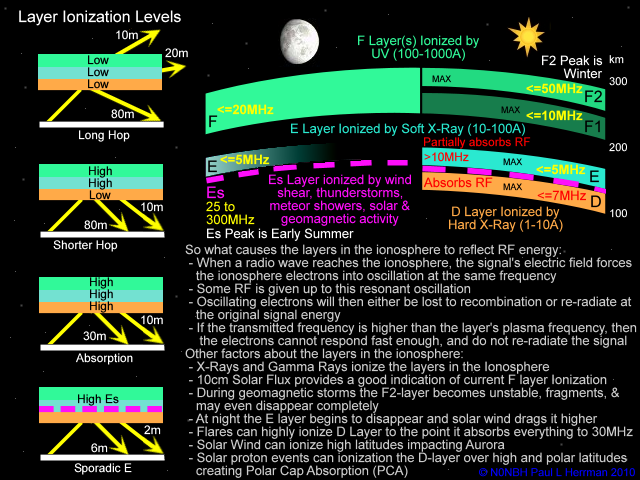 Layer Ionization Levels
10m
20m
Low
Low
Low
80m
Long Hop
High
High
Low
10m
80m
Shorter Hop
High
High
High
10m
30m
Absorption
High Es
2m
6m
Sporadic E
F Layer(s) Ionized by
UV (100-1000A)
F2 Peak is
Winter
km
300
200
100
MAX
<=50MHz
F2
<=20MHz
F
MAX
<=10MHz
F1
E Layer Ionized by Soft X-Ray (10-100A)
Partially absorbs RF
>10MHz
MAX
<=5MHz
E
E
<=5MHz
Es
25 to
300MHz
Es Layer ionized by wind
shear, thunderstorms,
meteor showers, solar &
geomagnetic activity
Es Peak is Early Summer
Absorbs RF
MAX
<=7MHz
D
D Layer Ionized by
Hard X-Ray (1-10A)
So what causes the layers in the ionosphere to reflect RF energy:
- When a radio wave reaches the ionosphere, the signal's electric field forces
the ionosphere electrons into oscillation at the same frequency
- Some RF is given up to this resonant oscillation
- Oscillating electrons will then either be lost to recombination or re-radiate at
the original signal energy
- If the transmitted frequency is higher than the layer's plasma frequency, then
the electrons cannot respond fast enough, and do not re-radiate the signal
Other factors about the layers in the ionosphere:
- X-Rays and Gamma Rays ionize the layers in the Ionosphere
- 10cm Solar Flux provides a good indication of current F layer Ionization
- During geomagnetic storms the F2-layer becomes unstable, fragments, &
may even disappear completely
- At night the E layer begins to disappear and solar wind drags it higher
- Flares can highly ionize D Layer to the point it absorbs everything to 30MHz
- Solar Wind can ionize high latitudes impacting Aurora
- Solar proton events can ionization the D-layer over high and polar latitudes
creating Polar Cap Absorption (PCA)
© N0NBH Paul L Herrman 2010